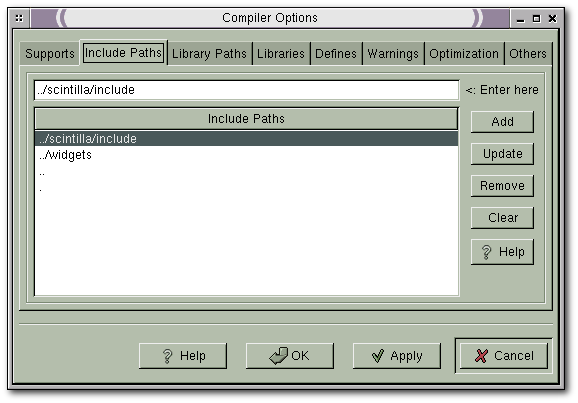 Compiler Options
Supports Include Paths Library Paths Libraries Defines Warnings Optimization Others
../scintilla/include <: Enter here
Include Paths Add
../scintilla/include
../widgets Update
..
. Remove
Clear
? Help
? Help OK Apply Cancel